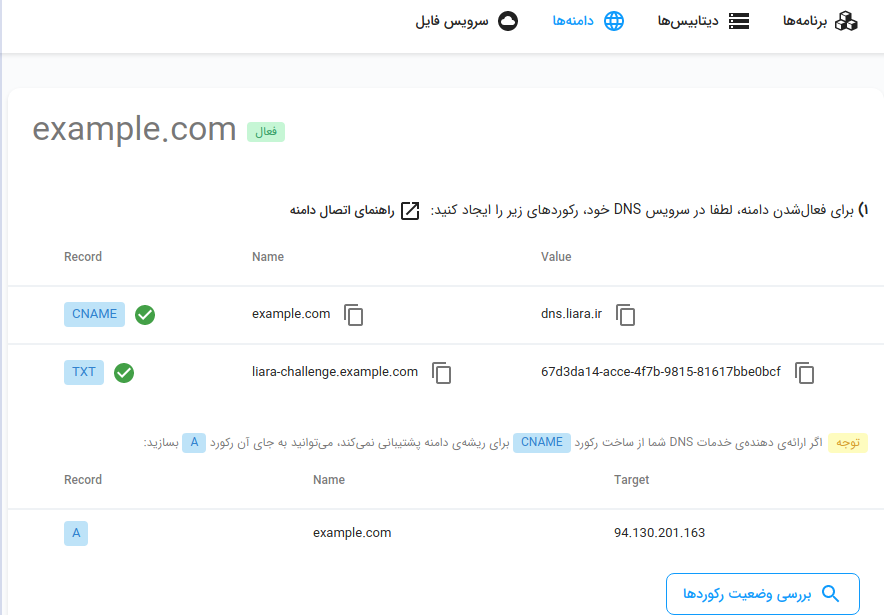 برنامه‌ها دیتابیس‌ها دامنه‌ها سرویس فایل
example.com فعال
۱) برای فعال‌شدن دامنه، لطفا در سرویس DNS خود، رکوردهای زیر را ایجاد کنید: راهنمای اتصال دامنه
Record Name Value
CNAME example.com dns.liara.ir
TXT liara-challenge.example.com 67d3da14-acce-4f7b-9815-81617bbe0bcf
توجه اگر ارائه‌ی دهنده‌ی خدمات DNS شما از ساخت رکورد CNAME برای ریشه‌ی دامنه پشتیبانی نمی‌کند، می‌توانید به جای آن رکورد A بسازید:
Record Name Target
A example.com 94.130.201.163
بررسی وضعیت رکوردها